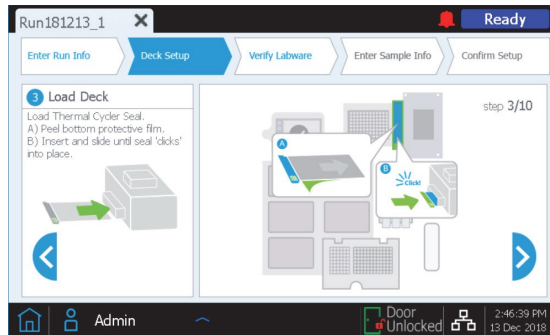 Run181213_1
Ready
Enter Run Info
Deck Setup
Verify Labware
Enter Sample Info
Confirm Setup
3 Load Deck
Load Thermal Cycler Seal.
A) Peel bottom protective film.
B) Insert and slide until seal 'clicks'
into place.
step 3/10
A
B
Click!
Admin
Door
Unlocked
2:46:39 PM
13 Dec 2018